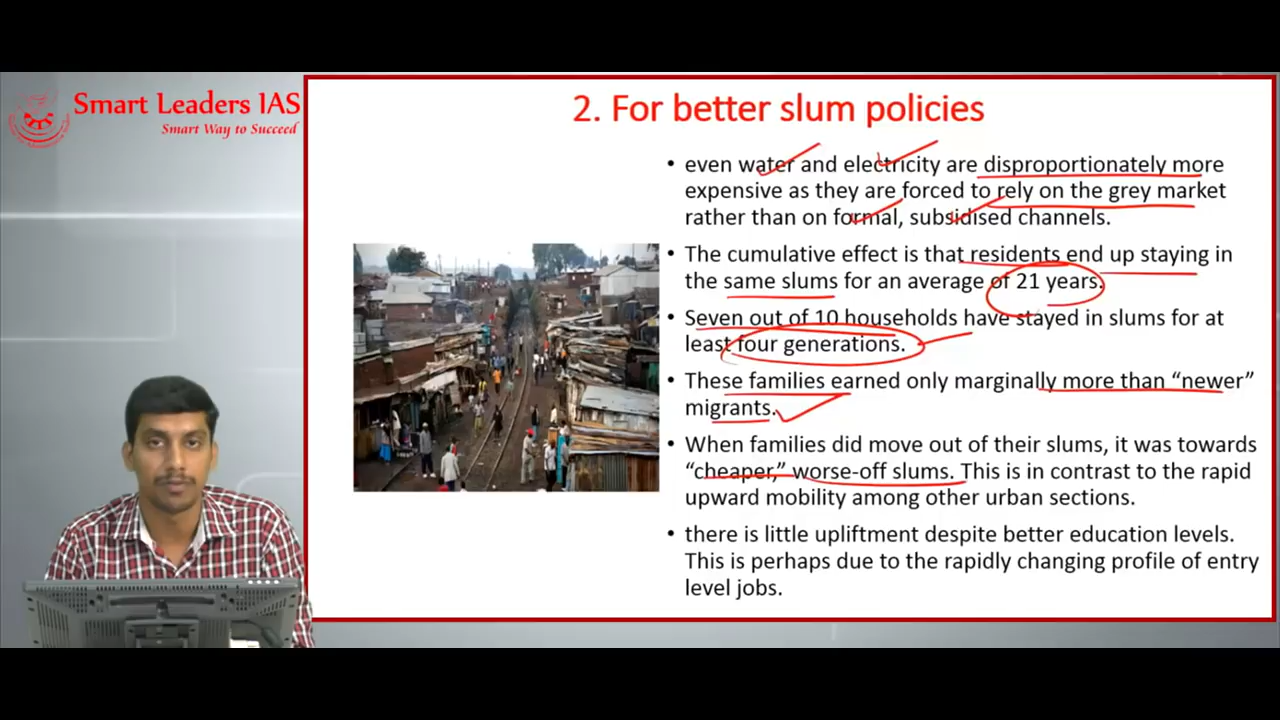 Smart Leaders IAS
Smart Way to Succeed
2. For better slum policies
• even water and electricity are disproportionately more
expensive as they are forced to rely on the grey market
rather than on formal, subsidised channels.
• The cumulative effect is that residents end up staying in
the same slums for an average of 21 years.
• Seven out of 10 households have stayed in slums for at
least four generations.
• These families earned only marginally more than “newer”
migrants.
• When families did move out of their slums, it was towards
“cheaper,” worse-off slums. This is in contrast to the rapid
upward mobility among other urban sections.
• there is little upliftment despite better education levels.
This is perhaps due to the rapidly changing profile of entry
level jobs.